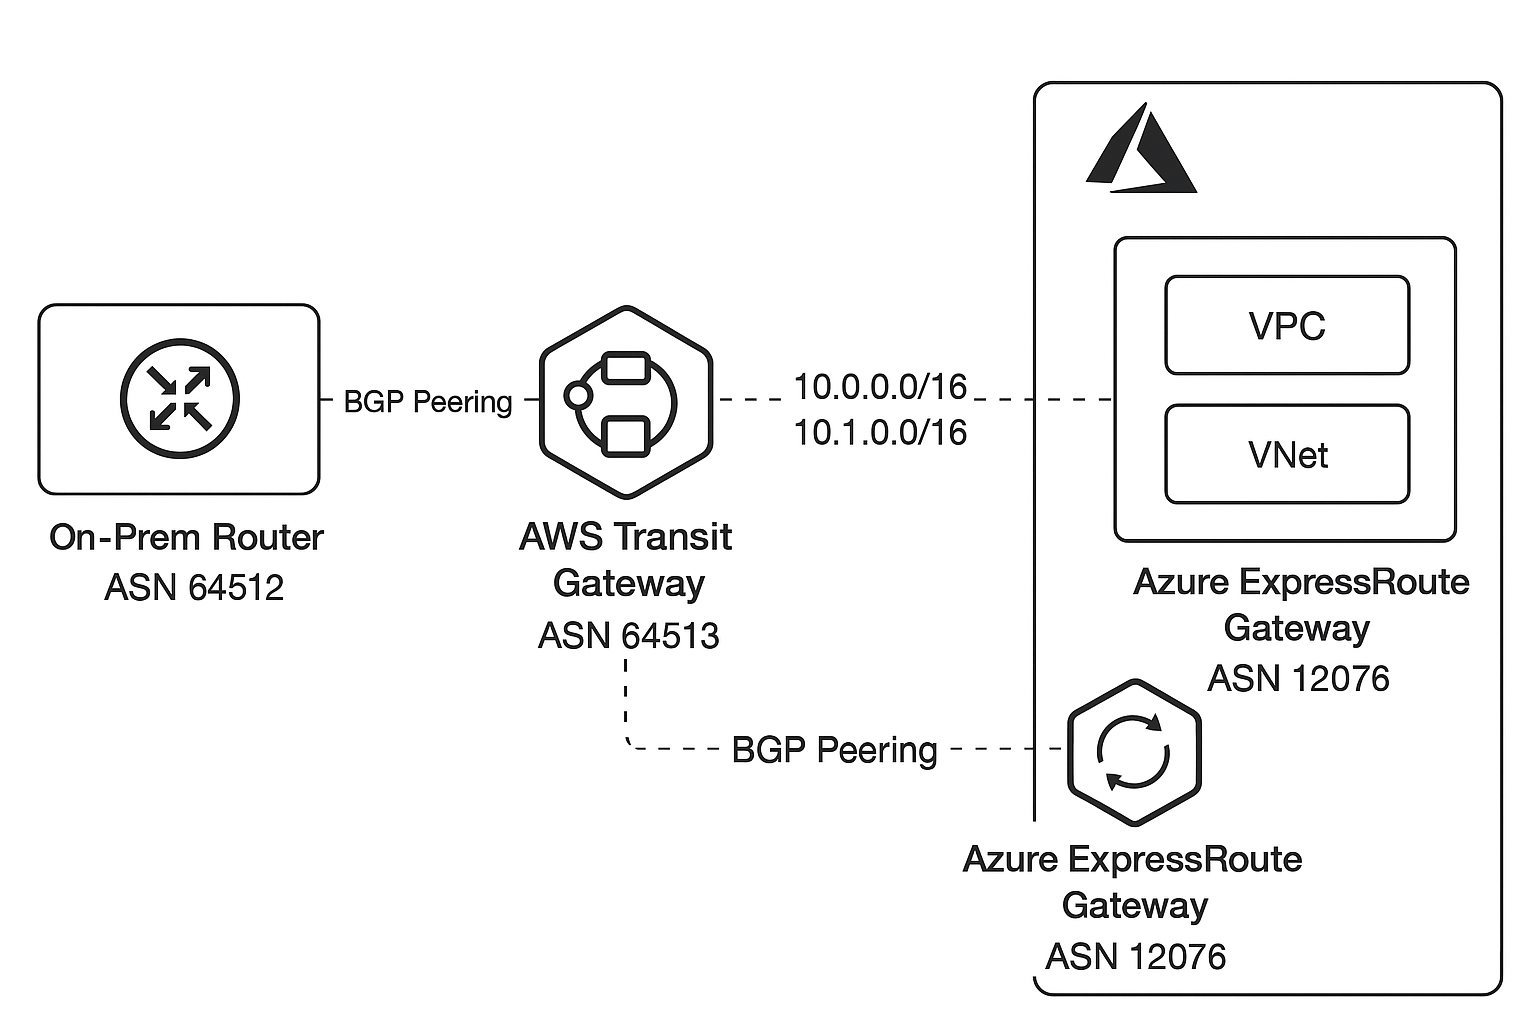 BGP Peering
On-Prem Router
ASN 64512
AWS Transit
Gateway
ASN 64513
10.0.0.0/16
10.1.0.0/16
VPC
VNet
Azure ExpressRoute
Gateway
ASN 12076
BGP Peering
Azure ExpressRoute
Gateway
ASN 12076